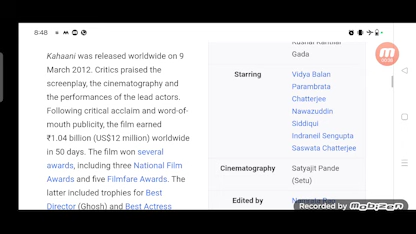 8:48
Kahaani was released worldwide on 9
March 2012. Critics praised the
screenplay, the cinematography and
the performances of the lead actors.
Following critical acclaim and word-of-
mouth publicity, the film earned
₹1.04 billion (US$12 million) worldwide
in 50 days. The film won several
awards, including three National Film
Awards and five Filmfare Awards. The
latter included trophies for Best
Director (Ghosh) and Best Actress
Gada
Starring
Vidya Balan
Parambrata
Chatterjee
Nawazuddin
Siddiqui
Indraneil Sengupta
Saswata Chatterjee
Cinematography
Satyajit Pande
(Setu)
Edited by
Recorded by
Mobizen